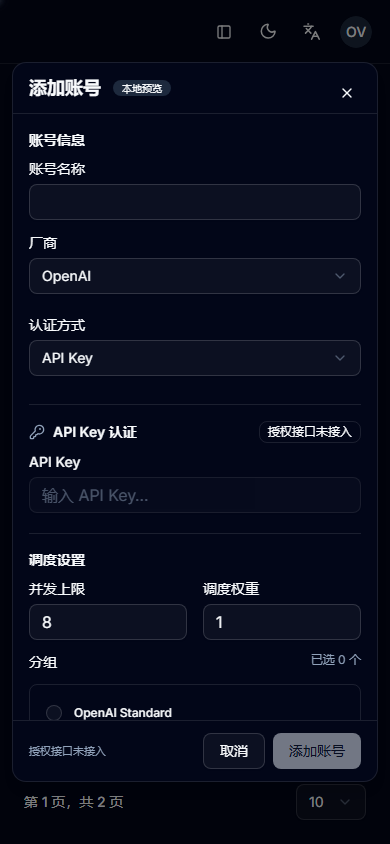 OV
添加账号 本地预览
账号信息
账号名称
厂商
OpenAI
认证方式
API Key
API Key 认证 授权接口未接入
API Key
输入 API Key...
调度设置
并发上限 调度权重
8 1
分组 已选 0 个
OpenAI Standard
授权接口未接入 取消 添加账号
第 1 页，共 2 页 10